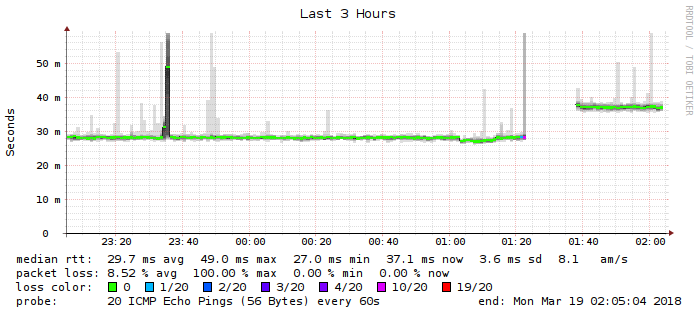 Last 3 Hours
RRDTOOL / TOBI OETIKER
Seconds
50 m
40 m
30 m
20 m
10 m
0
23:20 23:40 00:00 00:20 00:40 01:00 01:20 01:40 02:00
median rtt: 29.7 ms avg 49.0 ms max 27.0 ms min 37.1 ms now 3.6 ms sd 8.1 am/s
packet loss: 8.52 % avg 100.00 % max 0.00 % min 0.00 % now
loss color: 0 1/20 2/20 3/20 4/20 10/20 19/20
probe: 20 ICMP Echo Pings (56 Bytes) every 60s end: Mon Mar 19 02:05:04 2018